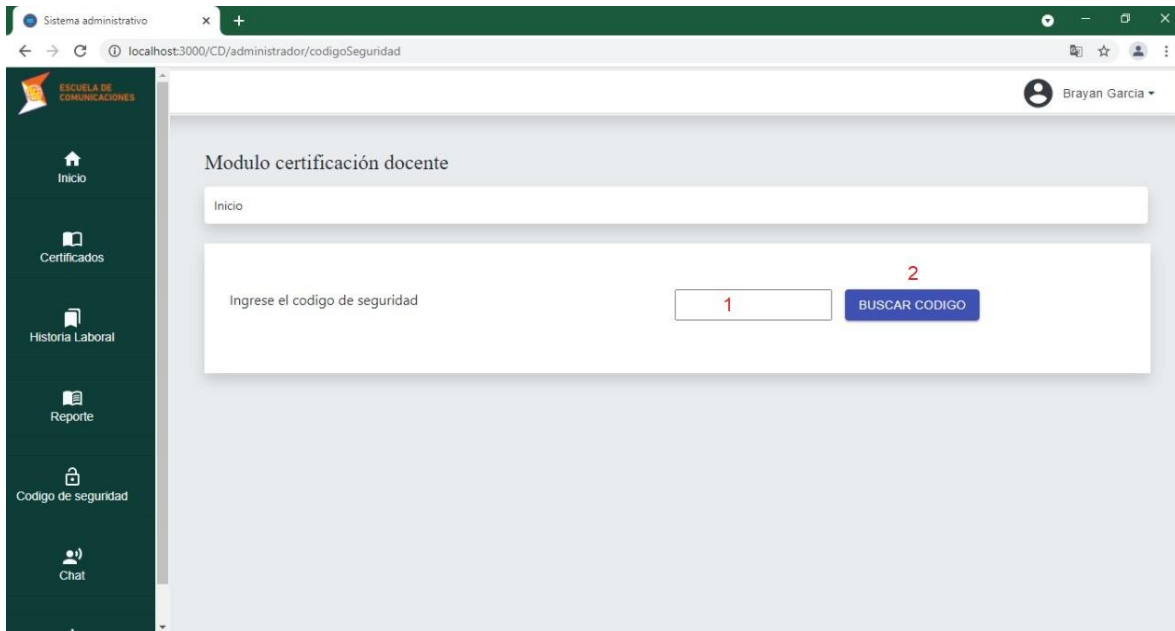 Sistema administrativo
localhost:3000/CD/administrador/codigoSeguridad
ESCUELA DE
COMUNICACIONES
Brayan Garcia
Inicio
Certificados
Historia Laboral
Reporte
Codigo de seguridad
Chat
Modulo certificación docente
Inicio
2
Ingrese el codigo de seguridad
1
BUSCAR CODIGO